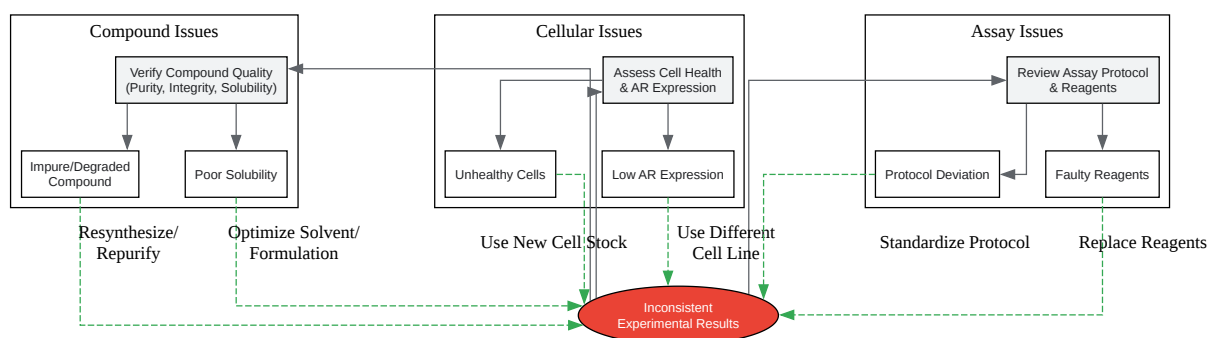 Compound Issues
Verify Compound Quality
(Purity, Integrity, Solubility)
Impure/Degraded
Compound
Poor Solubility
Resynthesize/
Repurify
Optimize Solvent/
Formulation
Cellular Issues
Assess Cell Health
& AR Expression
Unhealthy Cells
Low AR Expression
Use New Cell Stock
Use Different
Cell Line
Assay Issues
Review Assay Protocol
& Reagents
Protocol Deviation
Faulty Reagents
Standardize Protocol
Replace Reagents
Inconsistent
Experimental Results